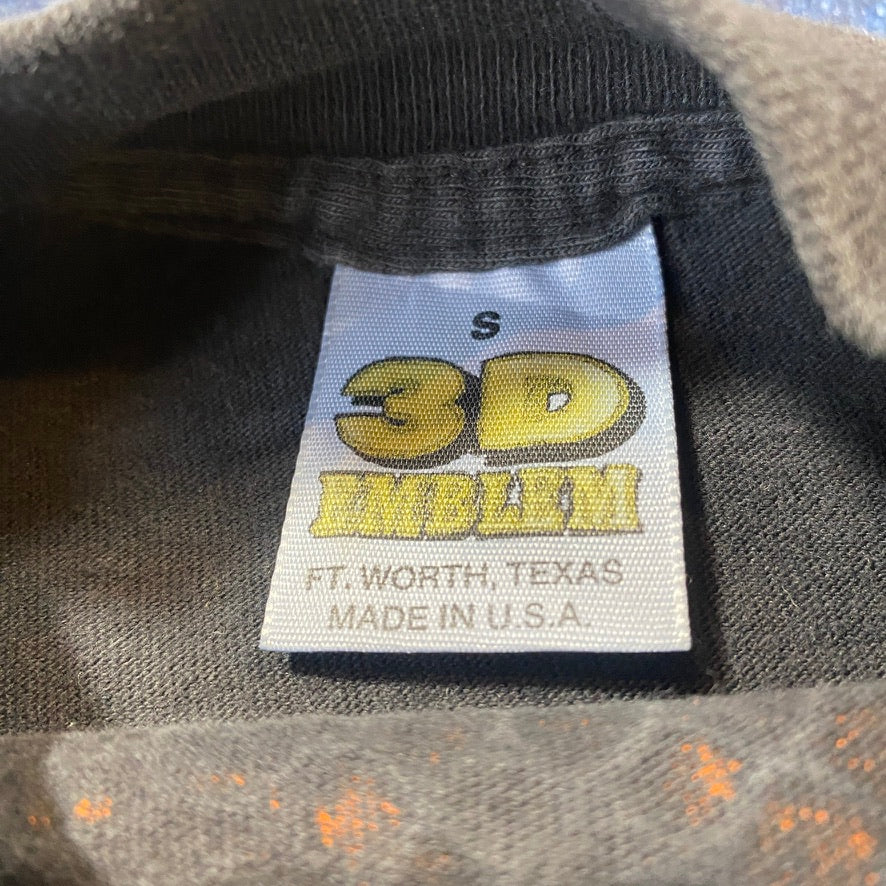 S
3D
EMBLEM
FT. WORTH, TEXAS
MADE IN U.S.A.